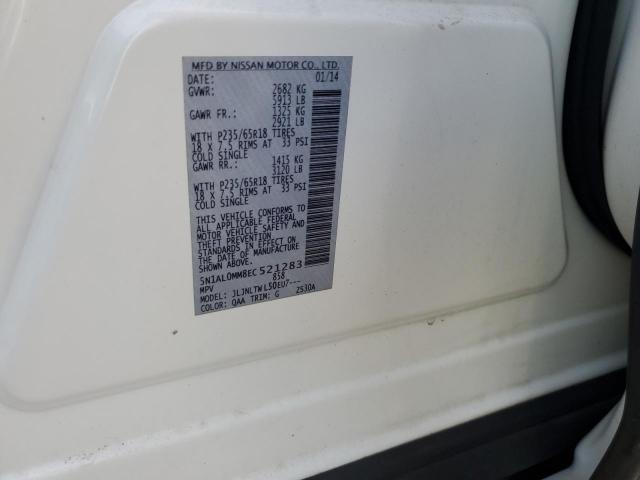 MFD BY NISSAN MOTOR CO., LTD.
DATE: 01/14
GVWR: 2682 KG
5913 LB
GAWR FR.: 1325 KG
2921 LB
WITH P235/65R18 TIRES
18 X 7.5 RIMS AT 33 PSI
COLD SINGLE
GAWR RR.: 1415 KG
3120 LB
WITH P235/65R18 TIRES
18 X 7.5 RIMS AT 33 PSI
COLD SINGLE
THIS VEHICLE CONFORMS TO
ALL APPLICABLE FEDERAL
MOTOR VEHICLE SAFETY AND
THEFT PREVENTION
STANDARDS IN EFFECT ON
THE DATE OF MANUFACTURE
SHOWN ABOVE.
5N1AL0MM8EC521283
MPV 858
MODEL: JLJNLTWL50EU7---
COLOR: QAA TRIM: G 2530A